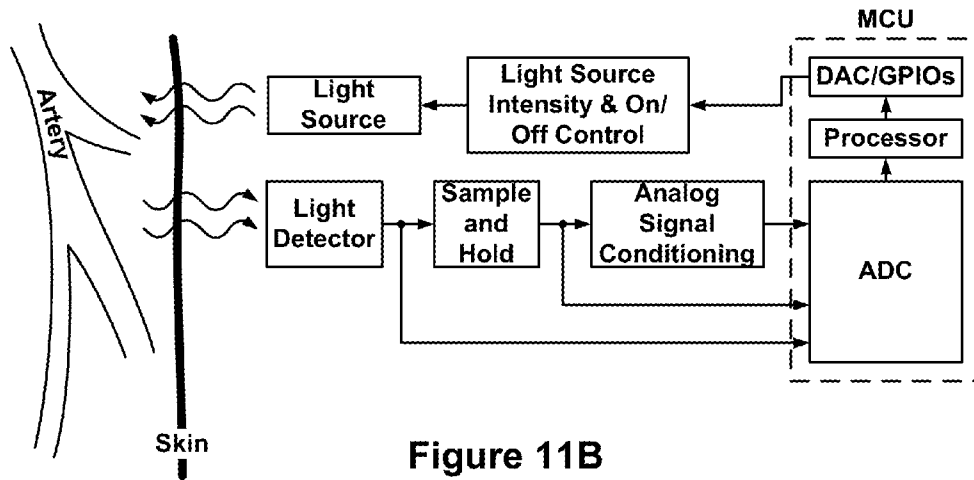 MCU
Light Source
Intensity & On/
Off Control
DAC/GPIOs
Light
Source
Processor
Artery
Light
Detector
Sample
and
Hold
Analog
Signal
Conditioning
ADC
Skin
Figure 11B